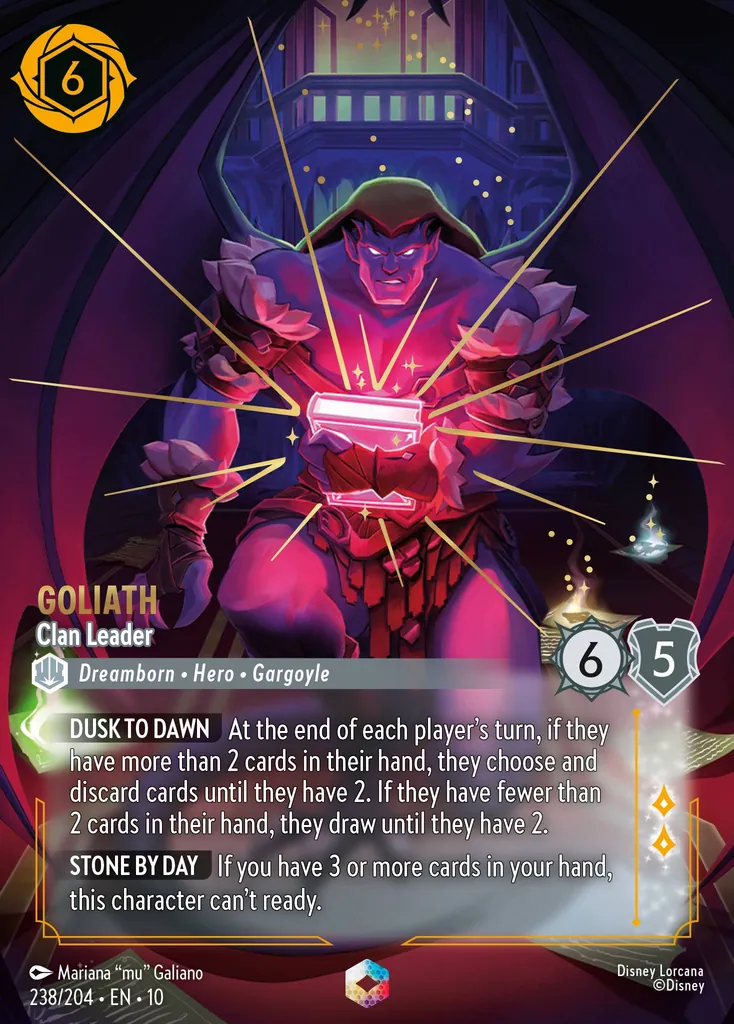 6
GOLIATH
Clan Leader
Dreamborn • Hero • Gargoyle
6
5
DUSK TO DAWN At the end of each player's turn, if they
have more than 2 cards in their hand, they choose and
discard cards until they have 2. If they have fewer than
2 cards in their hand, they draw until they have 2.
STONE BY DAY If you have 3 or more cards in your hand,
this character can't ready.
Mariana “mu” Galiano
238/204 • EN • 10
Disney Lorcana
©Disney